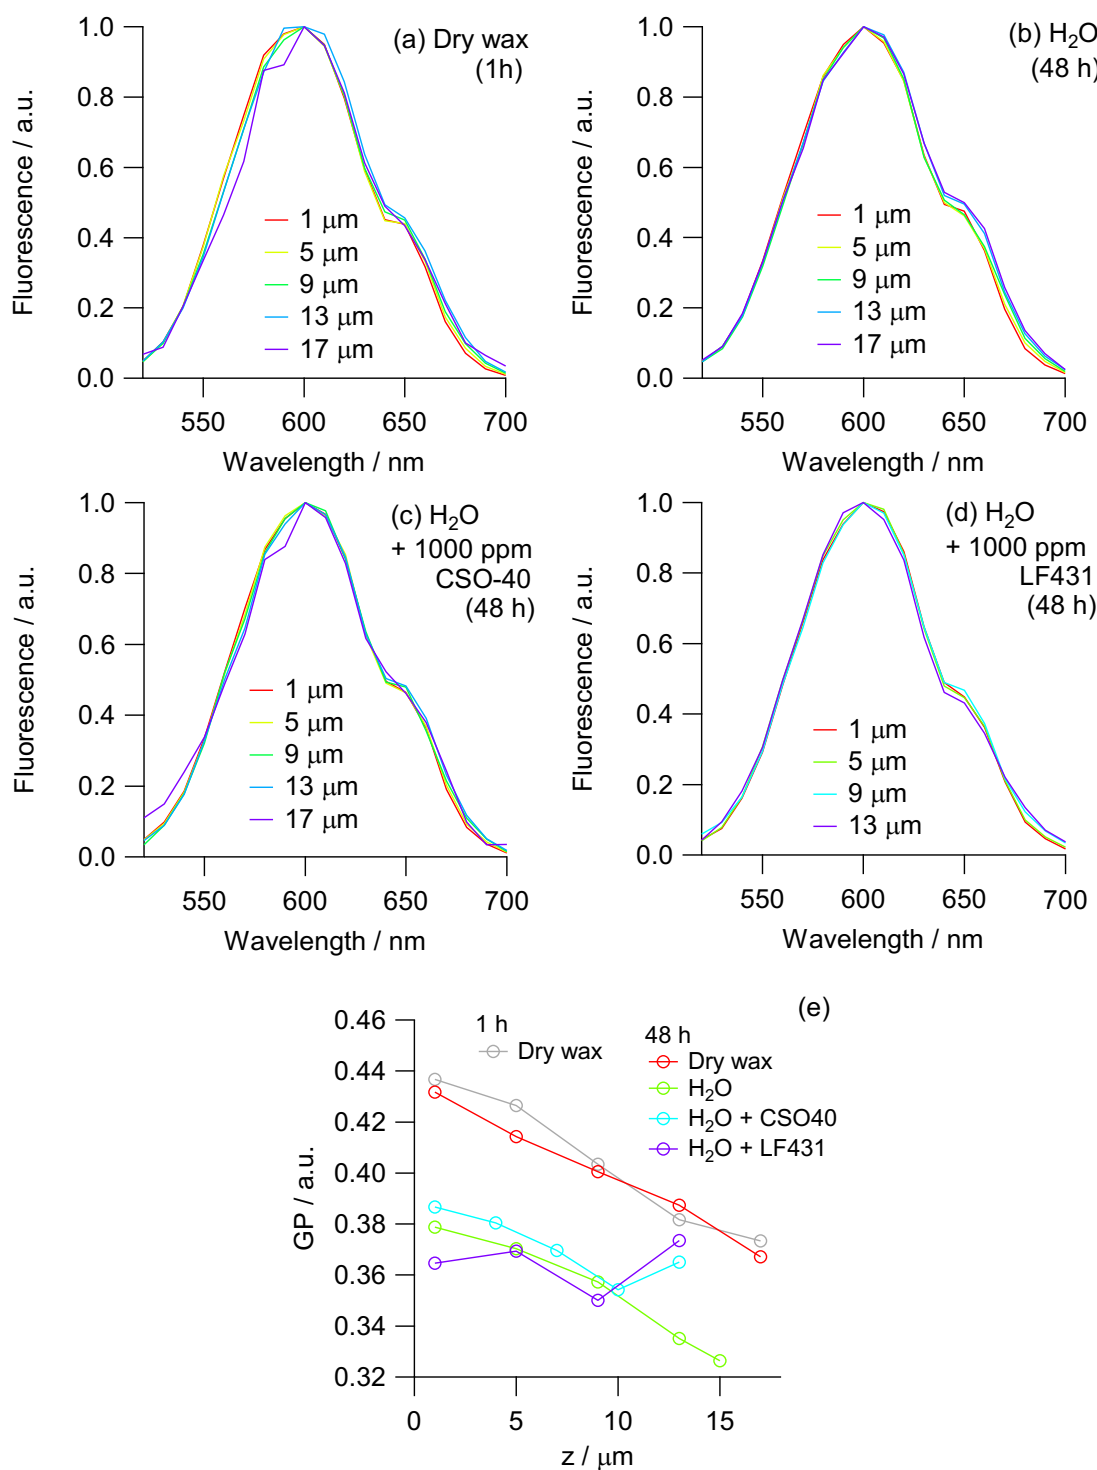 (a) Dry wax
(1h)
Fluorescence / a.u.
1.0
0.8
0.6
0.4
0.2
0.0
1 μm
5 μm
9 μm
13 μm
17 μm
550
600
650
700
Wavelength / nm
(b) H₂O
(48 h)
Fluorescence / a.u.
1.0
0.8
0.6
0.4
0.2
0.0
1 μm
5 μm
9 μm
13 μm
17 μm
550
600
650
700
Wavelength / nm
(c) H₂O
+ 1000 ppm
CSO-40
(48 h)
Fluorescence / a.u.
1.0
0.8
0.6
0.4
0.2
0.0
1 μm
5 μm
9 μm
13 μm
17 μm
550
600
650
700
Wavelength / nm
(d) H₂O
+ 1000 ppm
LF431
(48 h)
Fluorescence / a.u.
1.0
0.8
0.6
0.4
0.2
0.0
1 μm
5 μm
9 μm
13 μm
550
600
650
700
Wavelength / nm
(e)
GP / a.u.
0.46
0.44
0.42
0.40
0.38
0.36
0.34
0.32
1 h
Dry wax
48 h
Dry wax
H₂O
H₂O + CSO40
H₂O + LF431
0
5
10
15
z / μm